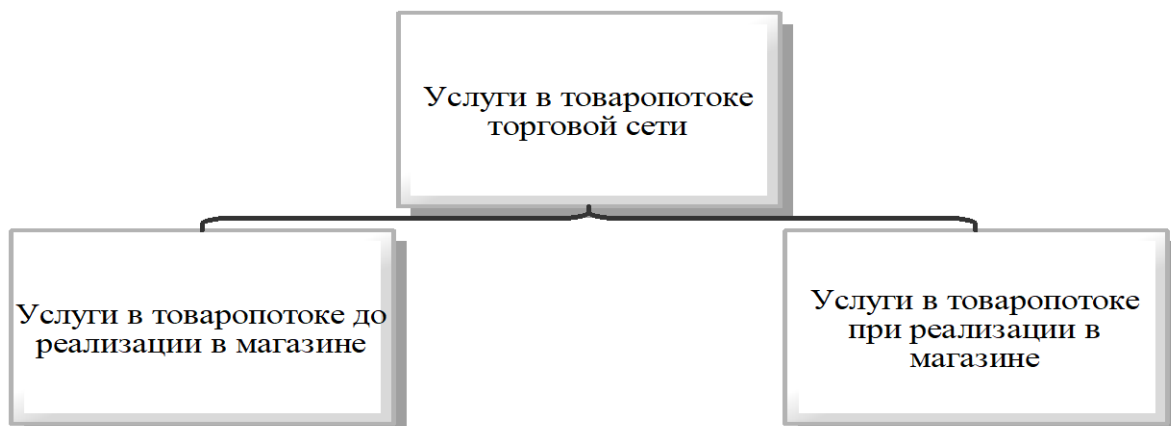 Услуги в товаропотоке
торговой сети
Услуги в товаропотоке до
реализации в магазине
Услуги в товаропотоке
при реализации в
магазине